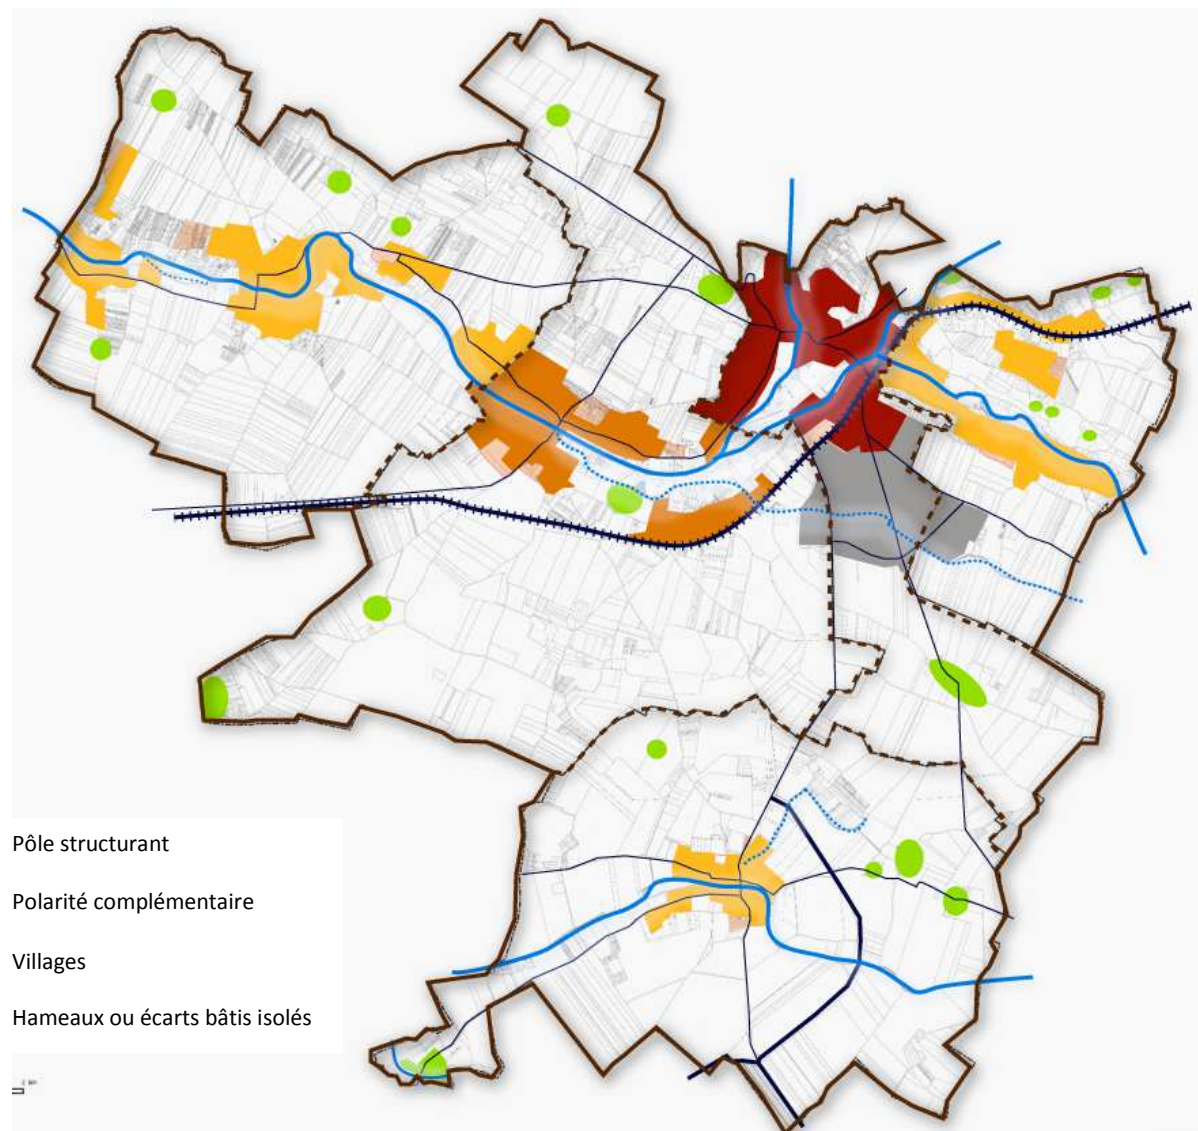 Pôle structurant
Polarité complémentaire
Villages
Hameaux ou écarts bâtis isolés